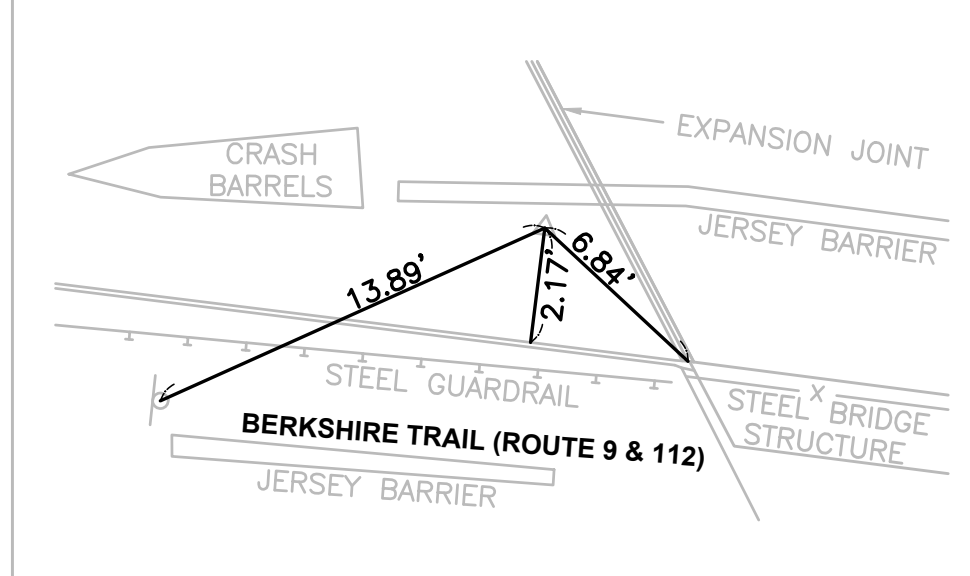 EXPANSION JOINT
CRASH
BARRELS
JERSEY BARRIER
6.84'
13.89'
2.17'
STEEL GUARDRAIL
X
STEEL BRIDGE
STRUCTURE
BERKSHIRE TRAIL (ROUTE 9 & 112)
JERSEY BARRIER